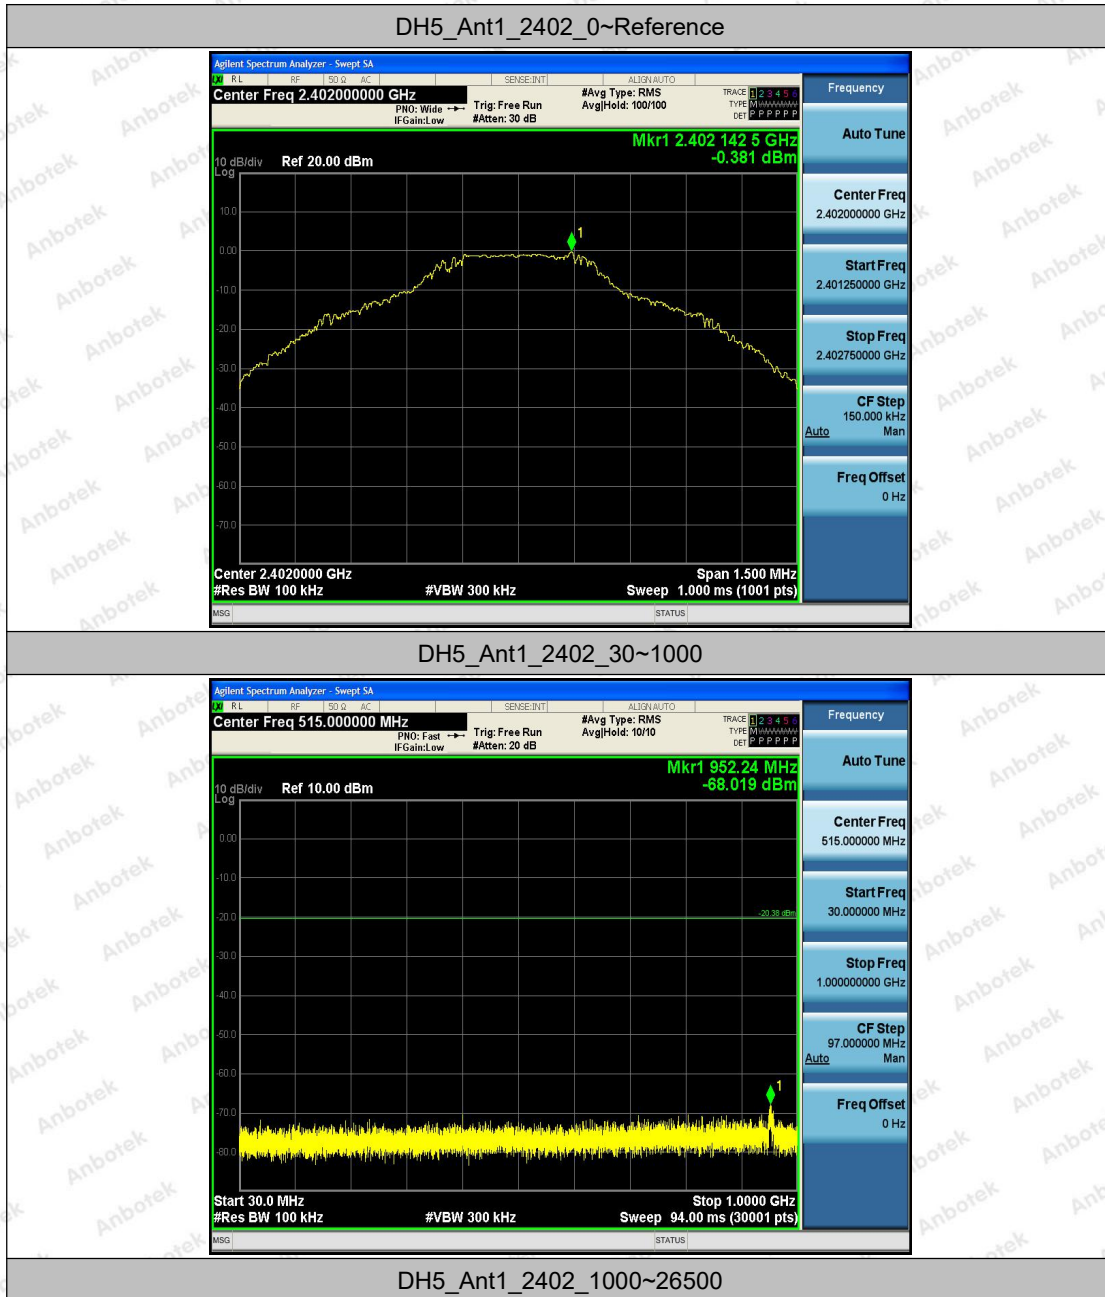 DH5_Ant1_2402_0~Reference
Agilent Spectrum Analyzer - Swept SA
LXI RL RF 50 Ω AC SENSE:INT ALIGNAUTO
Center Freq 2.402000000 GHz
PNO: Wide
IFGain:Low
Trig: Free Run
#Atten: 30 dB
#Avg Type: RMS
Avg|Hold: 100/100
TRACE 1 2 3 4 5 6
TYPE M W W W W W
DET P P P P P P
Mkr1 2.402 142 5 GHz
-0.381 dBm
10 dB/div Ref 20.00 dBm
Log
10.0
0.00
-10.0
-20.0
-30.0
-40.0
-50.0
-60.0
-70.0
1
Center 2.4020000 GHz Span 1.500 MHz
#Res BW 100 kHz #VBW 300 kHz Sweep 1.000 ms (1001 pts)
MSG STATUS
Frequency
Auto Tune
Center Freq
2.402000000 GHz
Start Freq
2.401250000 GHz
Stop Freq
2.402750000 GHz
CF Step
150.000 kHz
Auto Man
Freq Offset
0 Hz
DH5_Ant1_2402_30~1000
Agilent Spectrum Analyzer - Swept SA
LXI RL RF 50 Ω AC SENSE:INT ALIGNAUTO
Center Freq 515.000000 MHz
PNO: Fast
IFGain:Low
Trig: Free Run
#Atten: 20 dB
#Avg Type: RMS
Avg|Hold: 10/10
TRACE 1 2 3 4 5 6
TYPE M W W W W W
DET P P P P P P
Mkr1 952.24 MHz
-68.019 dBm
10 dB/div Ref 10.00 dBm
Log
0.00
-10.0
-20.0
-30.0
-40.0
-50.0
-60.0
-70.0
-80.0
-20.38 dBm
1
Start 30.0 MHz Stop 1.0000 GHz
#Res BW 100 kHz #VBW 300 kHz Sweep 94.00 ms (30001 pts)
MSG STATUS
Frequency
Auto Tune
Center Freq
515.000000 MHz
Start Freq
30.000000 MHz
Stop Freq
1.000000000 GHz
CF Step
97.000000 MHz
Auto Man
Freq Offset
0 Hz
DH5_Ant1_2402_1000~26500
Anbotek